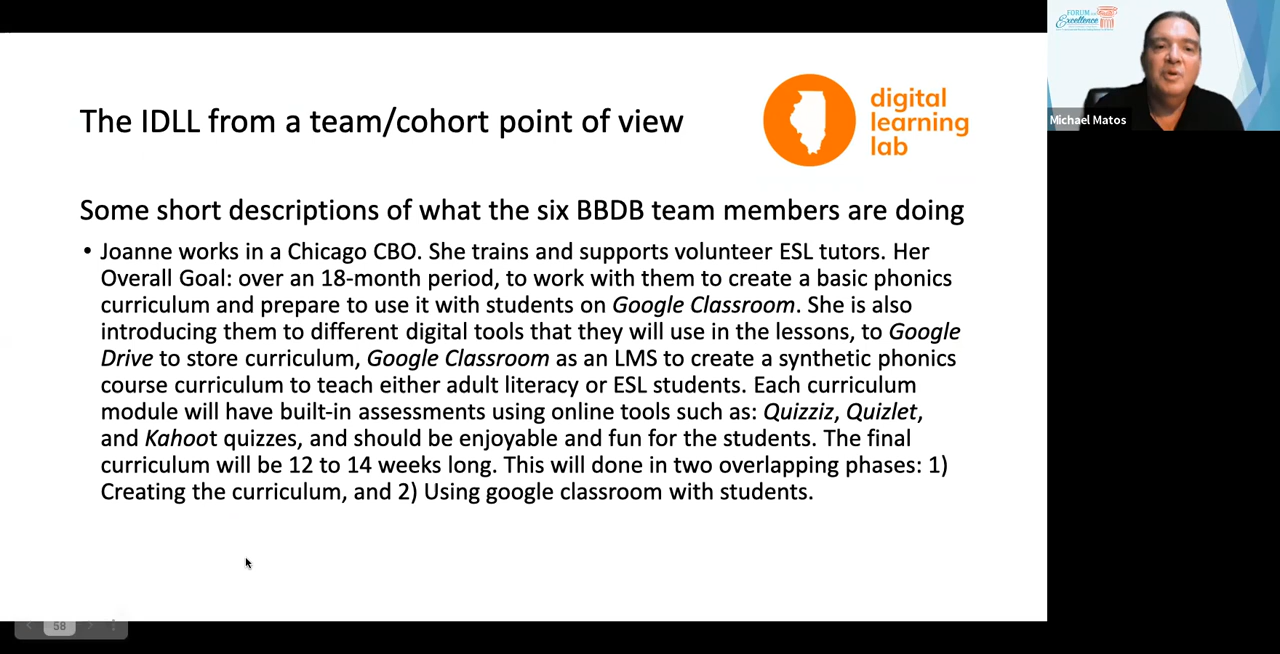 The IDLL from a team/cohort point of view
digital
learning
lab
Some short descriptions of what the six BBDB team members are doing
• Joanne works in a Chicago CBO. She trains and supports volunteer ESL tutors. Her
Overall Goal: over an 18-month period, to work with them to create a basic phonics
curriculum and prepare to use it with students on Google Classroom. She is also
introducing them to different digital tools that they will use in the lessons, to Google
Drive to store curriculum, Google Classroom as an LMS to create a synthetic phonics
course curriculum to teach either adult literacy or ESL students. Each curriculum
module will have built-in assessments using online tools such as: Quizziz, Quizlet,
and Kahoot quizzes, and should be enjoyable and fun for the students. The final
curriculum will be 12 to 14 weeks long. This will done in two overlapping phases: 1)
Creating the curriculum, and 2) Using google classroom with students.
58
FORUM
Excellence
Michael Matos